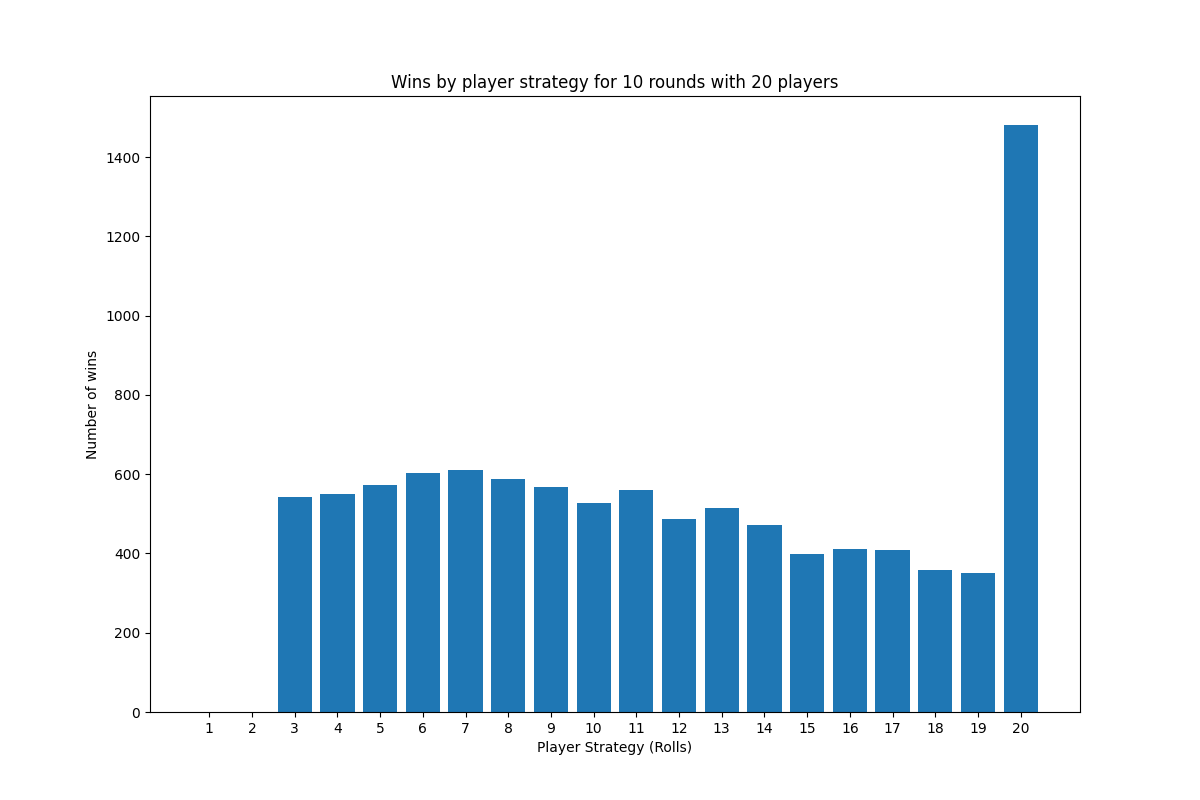 Wins by player strategy for 10 rounds with 20 players
1400
1200
1000
800
600
400
200
0
Number of wins
1 2 3 4 5 6 7 8 9 10 11 12 13 14 15 16 17 18 19 20
Player Strategy (Rolls)